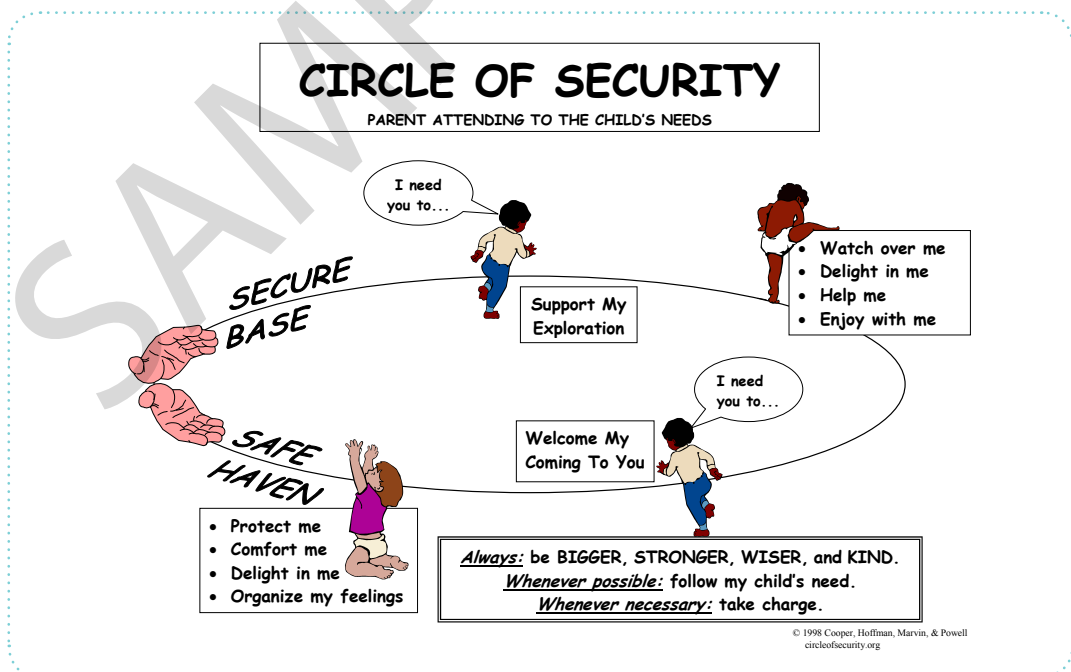 CIRCLE OF SECURITY
PARENT ATTENDING TO THE CHILD'S NEEDS
I need
you to...
SECURE
BASE
Support My
Exploration
• Watch over me
• Delight in me
• Help me
• Enjoy with me
I need
you to...
Welcome My
Coming To You
SAFE
HAVEN
• Protect me
• Comfort me
• Delight in me
• Organize my feelings
Always: be BIGGER, STRONGER, WISER, and KIND.
Whenever possible: follow my child's need.
Whenever necessary: take charge.
© 1998 Cooper, Hoffman, Marvin, & Powell
circleofsecurity.org